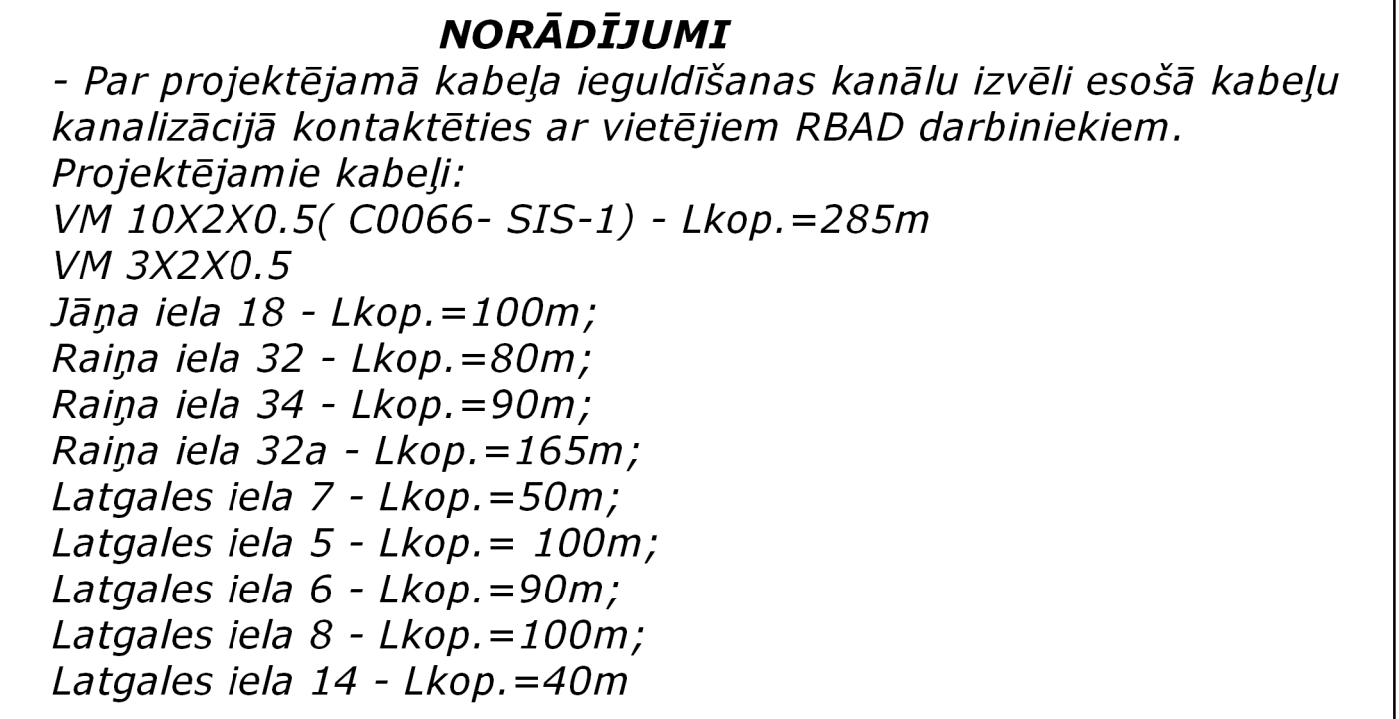 NORĀDĪJUMI
- Par projektējamā kabeļa ieguldīšanas kanālu izvēli esošā kabeļu
kanalizācijā kontaktēties ar vietējiem RBAD darbiniekiem.
Projektējamie kabeļi:
VM 10X2X0.5( C0066- SIS-1) - Lkop.=285m
VM 3X2X0.5
Jāņa iela 18 - Lkop.=100m;
Raiņa iela 32 - Lkop.=80m;
Raiņa iela 34 - Lkop.=90m;
Raiņa iela 32a - Lkop.=165m;
Latgales iela 7 - Lkop.=50m;
Latgales iela 5 - Lkop.= 100m;
Latgales iela 6 - Lkop.=90m;
Latgales iela 8 - Lkop.=100m;
Latgales iela 14 - Lkop.=40m